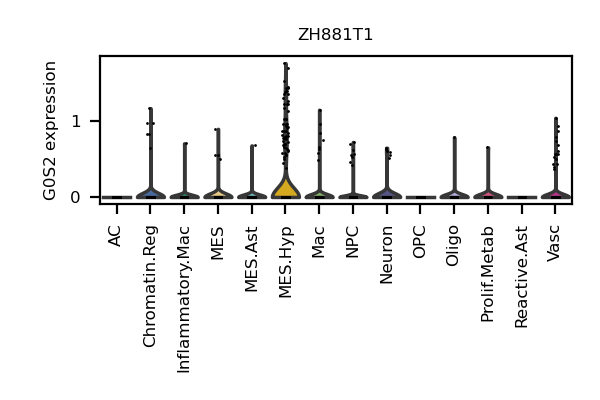 ZH881T1
G0S2 expression
1
0
AC
Chromatin.Reg
Inflammatory.Mac
MES
MES.Ast
MES.Hyp
Mac
NPC
Neuron
OPC
Oligo
Prolif.Metab
Reactive.Ast
Vasc